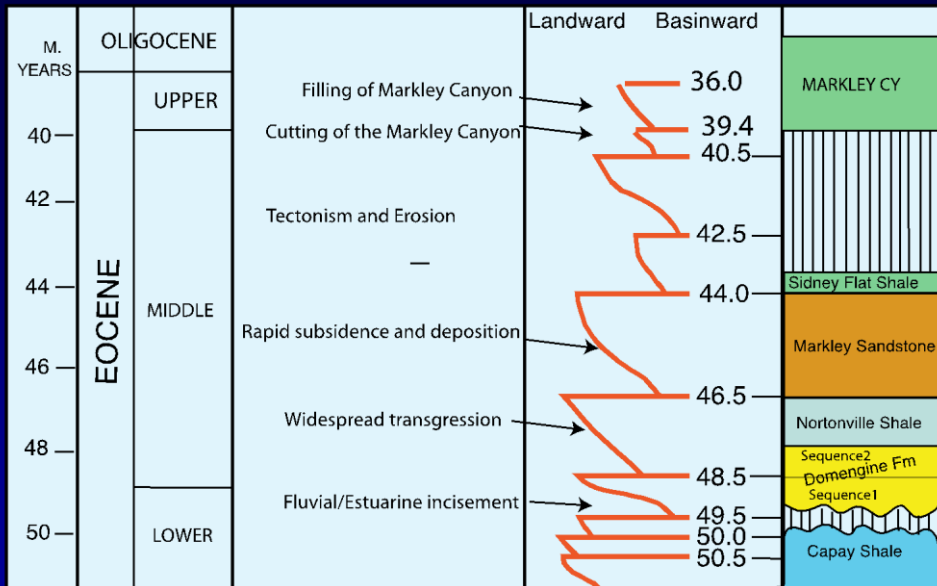 M.
YEARS
40
42
44
46
48
50
OLIGOCENE
EOCENE
UPPER
MIDDLE
LOWER
Filling of Markley Canyon
Cutting of the Markley Canyon
Tectonism and Erosion
—
Rapid subsidence and deposition
Widespread transgression
Fluvial/Estuarine incisement
Landward Basinward
36.0
39.4
40.5
42.5
44.0
46.5
48.5
49.5
50.0
50.5
MARKLEY CY
Sidney Flat Shale
Markley Sandstone
Nortonville Shale
Sequence2
Domengine Fm
Sequence1
Capay Shale